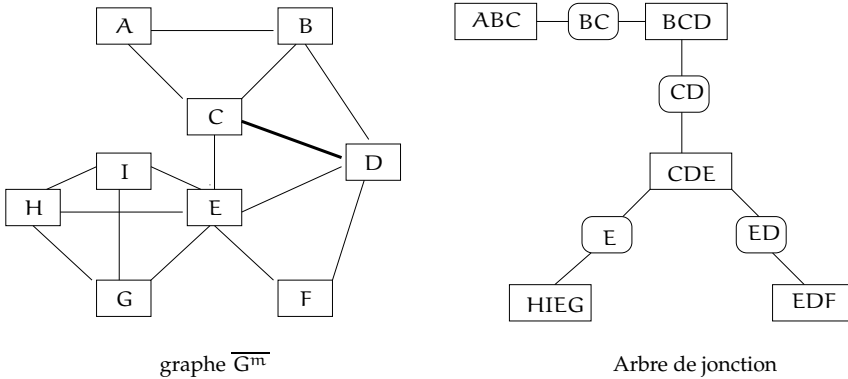 A B
C
D
I
H E
G F
graphe G̅ᵐ̅
ABC BC BCD
CD
CDE
E ED
HIEG EDF
Arbre de jonction